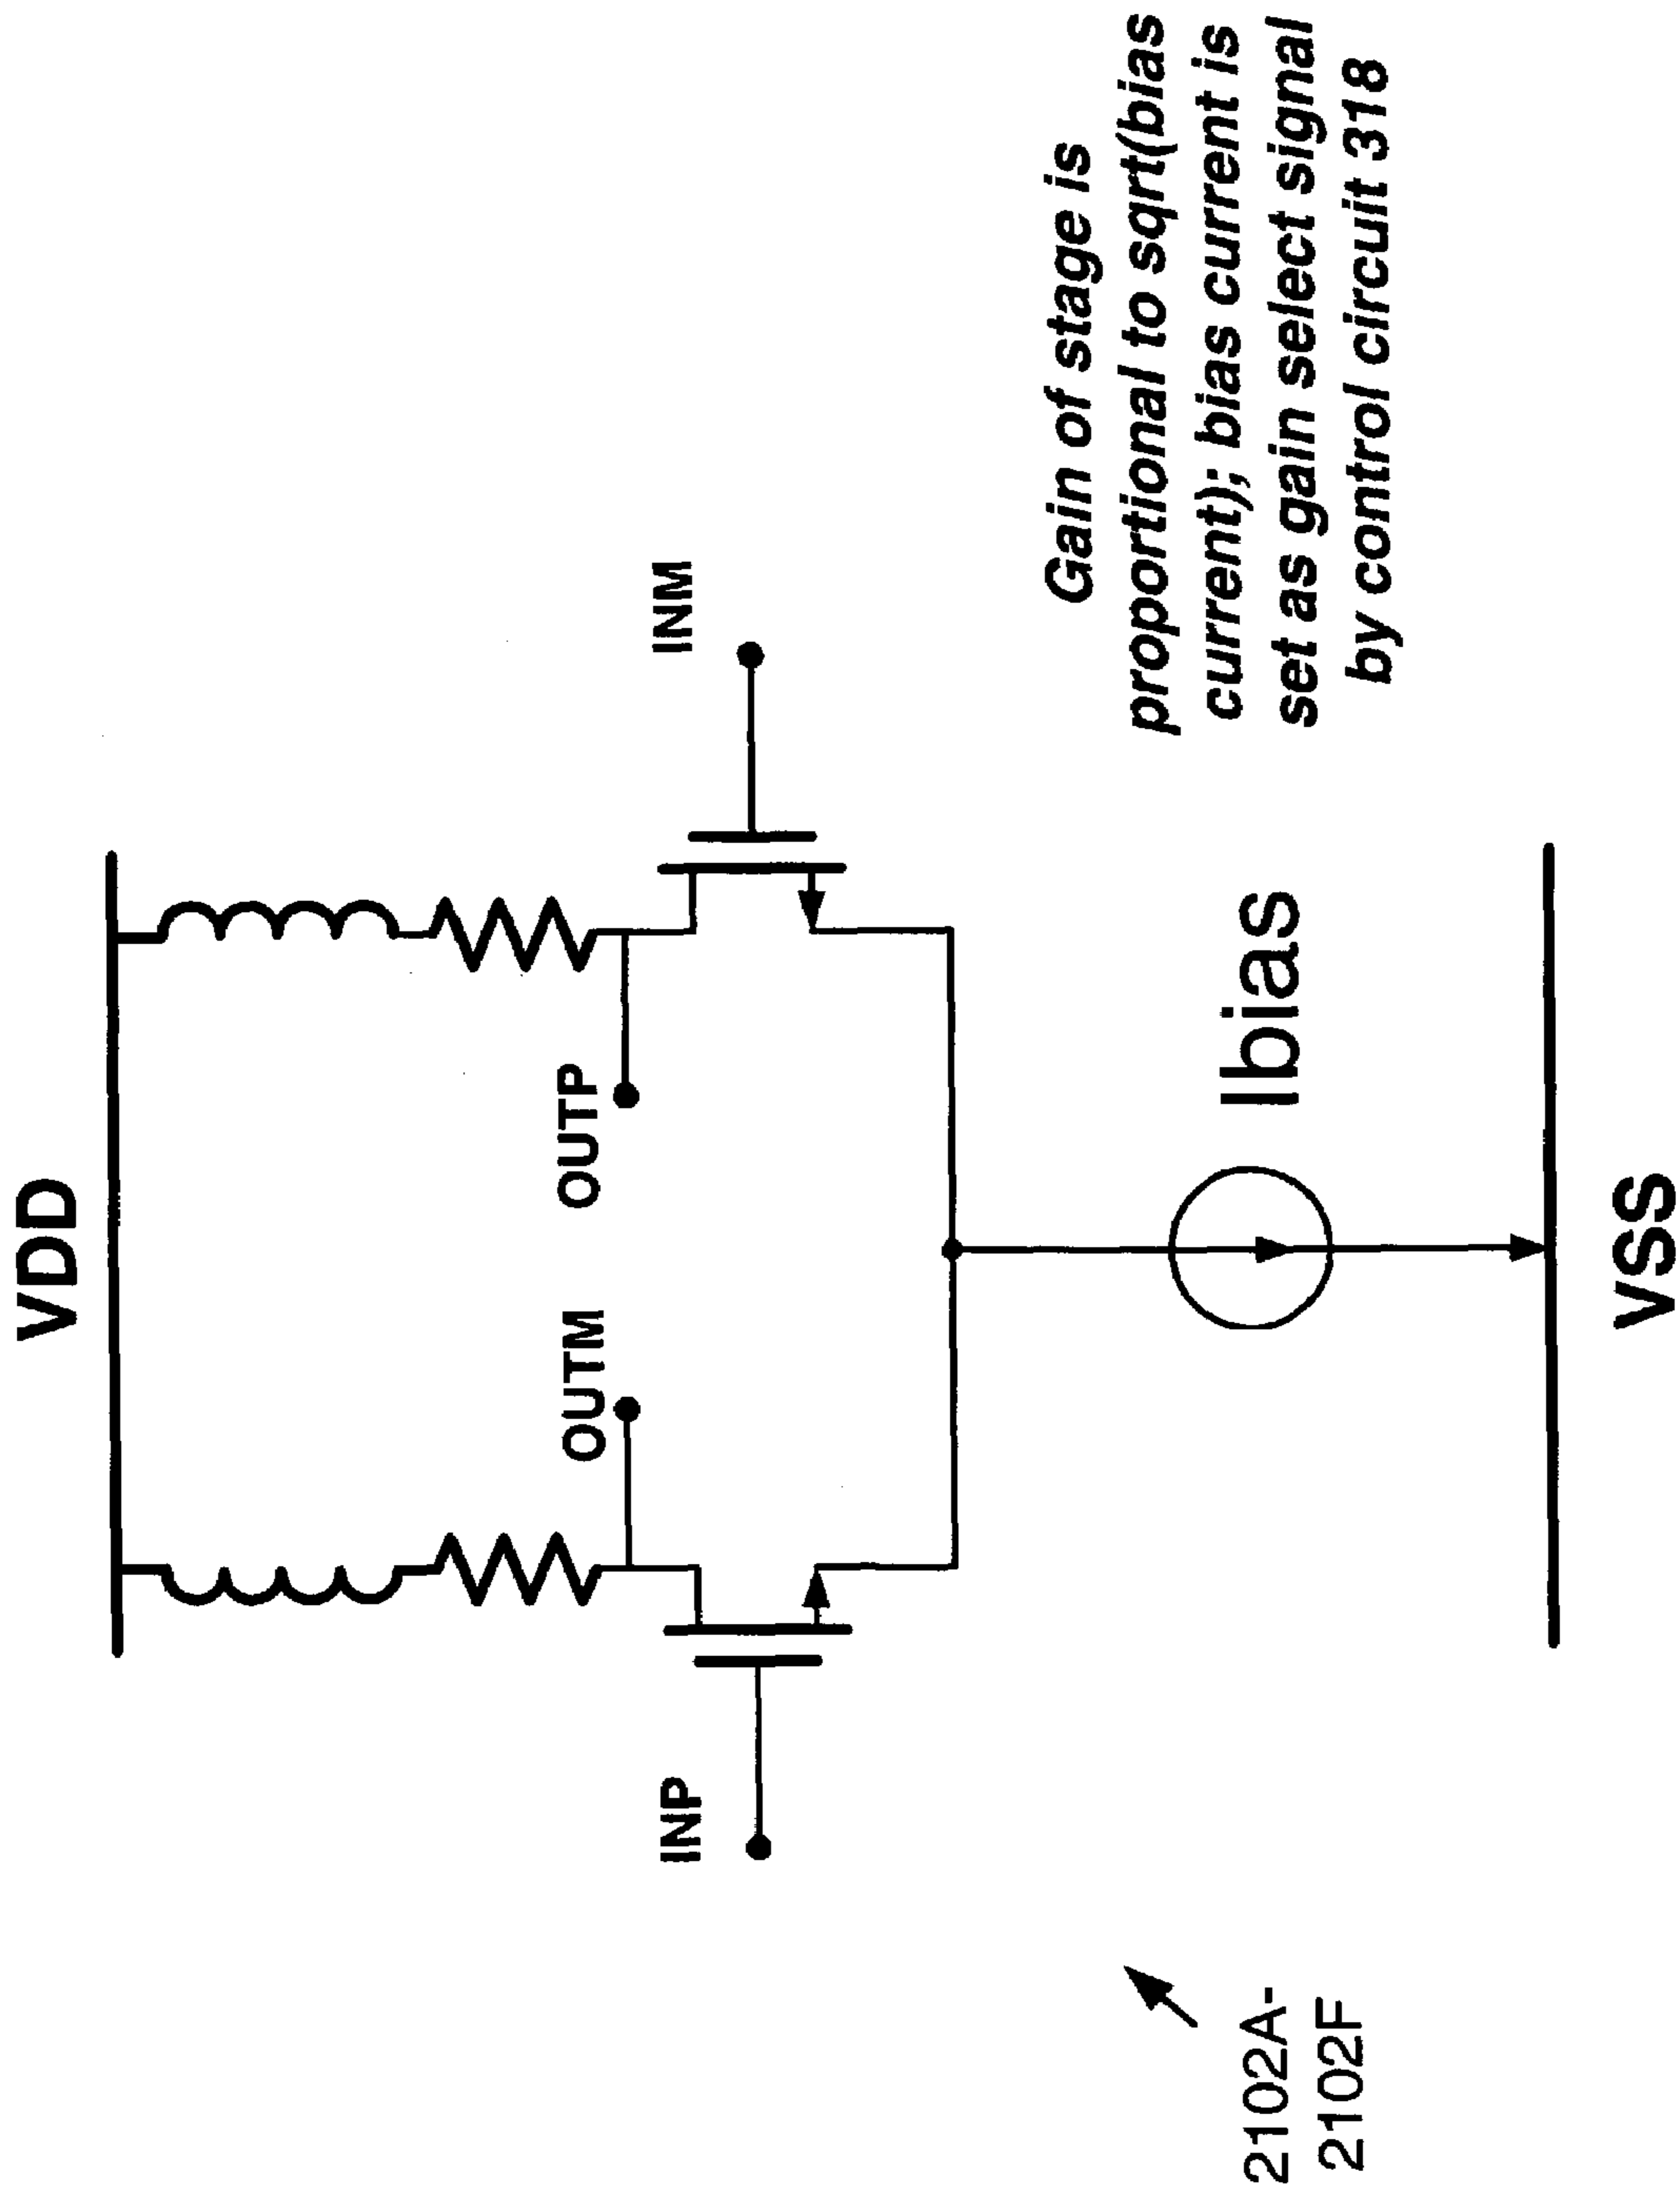 VDD
OUTM
OUTP
INP
INM
Gain of stage is
proportional to sqrt(bias
current); bias current is
set as gain select signal
by control circuit 318
Ibias
2102A-
2102F
VSS